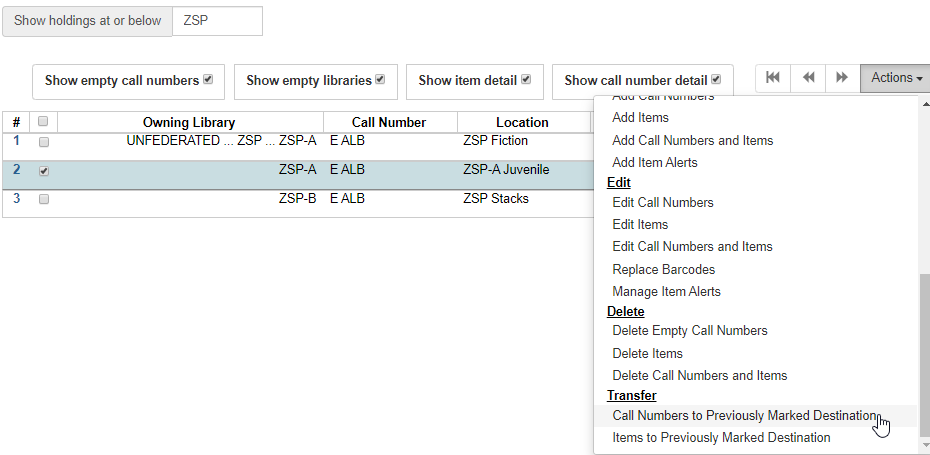 Show holdings at or below ZSP
Show empty call numbers Show empty libraries Show item detail Show call number detail Actions
# Owning Library Call Number Location
1 UNFEDERATED ... ZSP ... ZSP-A E ALB ZSP Fiction
2 ZSP-A E ALB ZSP-A Juvenile
3 ZSP-B E ALB ZSP Stacks
Add Call Numbers
Add Items
Add Call Numbers and Items
Add Item Alerts
Edit
Edit Call Numbers
Edit Items
Edit Call Numbers and Items
Replace Barcodes
Manage Item Alerts
Delete
Delete Empty Call Numbers
Delete Items
Delete Call Numbers and Items
Transfer
Call Numbers to Previously Marked Destination
Items to Previously Marked Destination